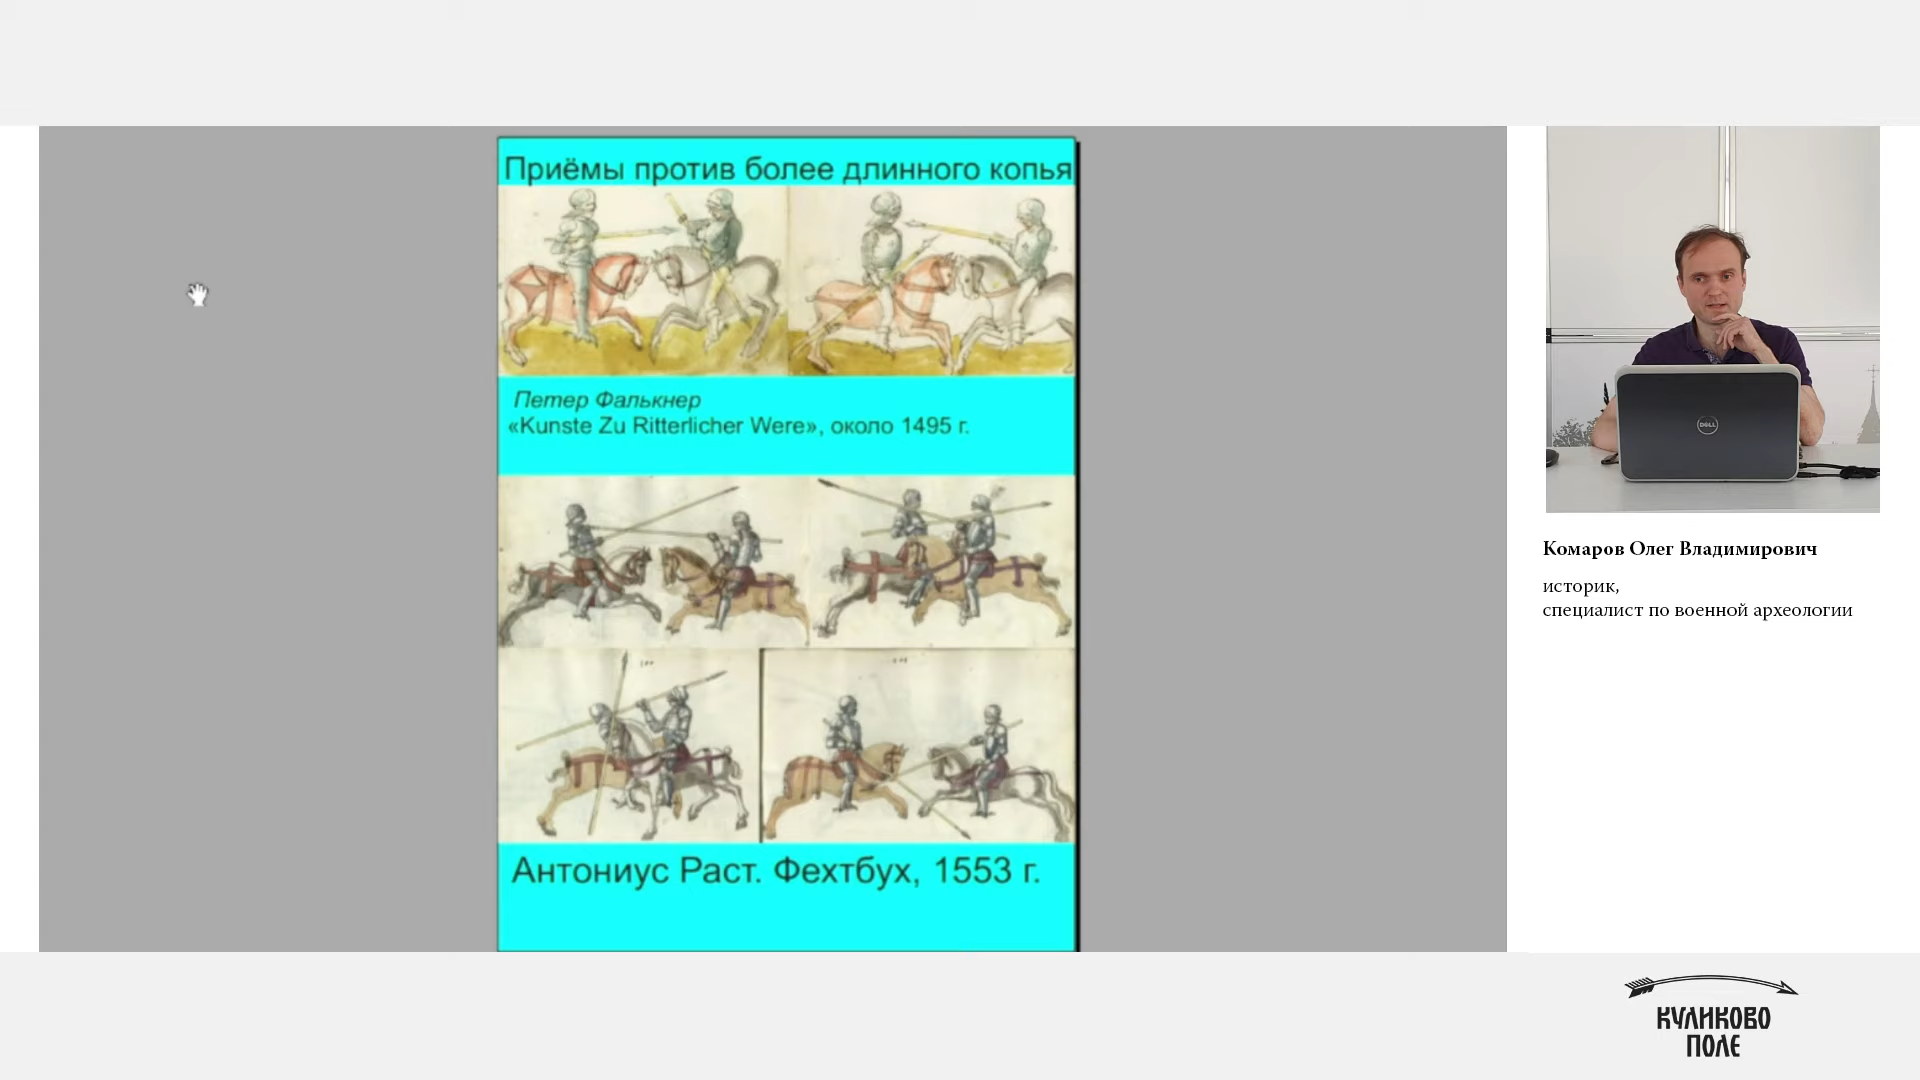 Приёмы против более длинного копья
Петер Фалькнер
«Kunste Zu Ritterlicher Were», около 1495 г.
Антониус Раст. Фехтбух, 1553 г.
DELL
Комаров Олег Владимирович
историк,
специалист по военной археологии
КУЛИКОВО
ПОЛЕ